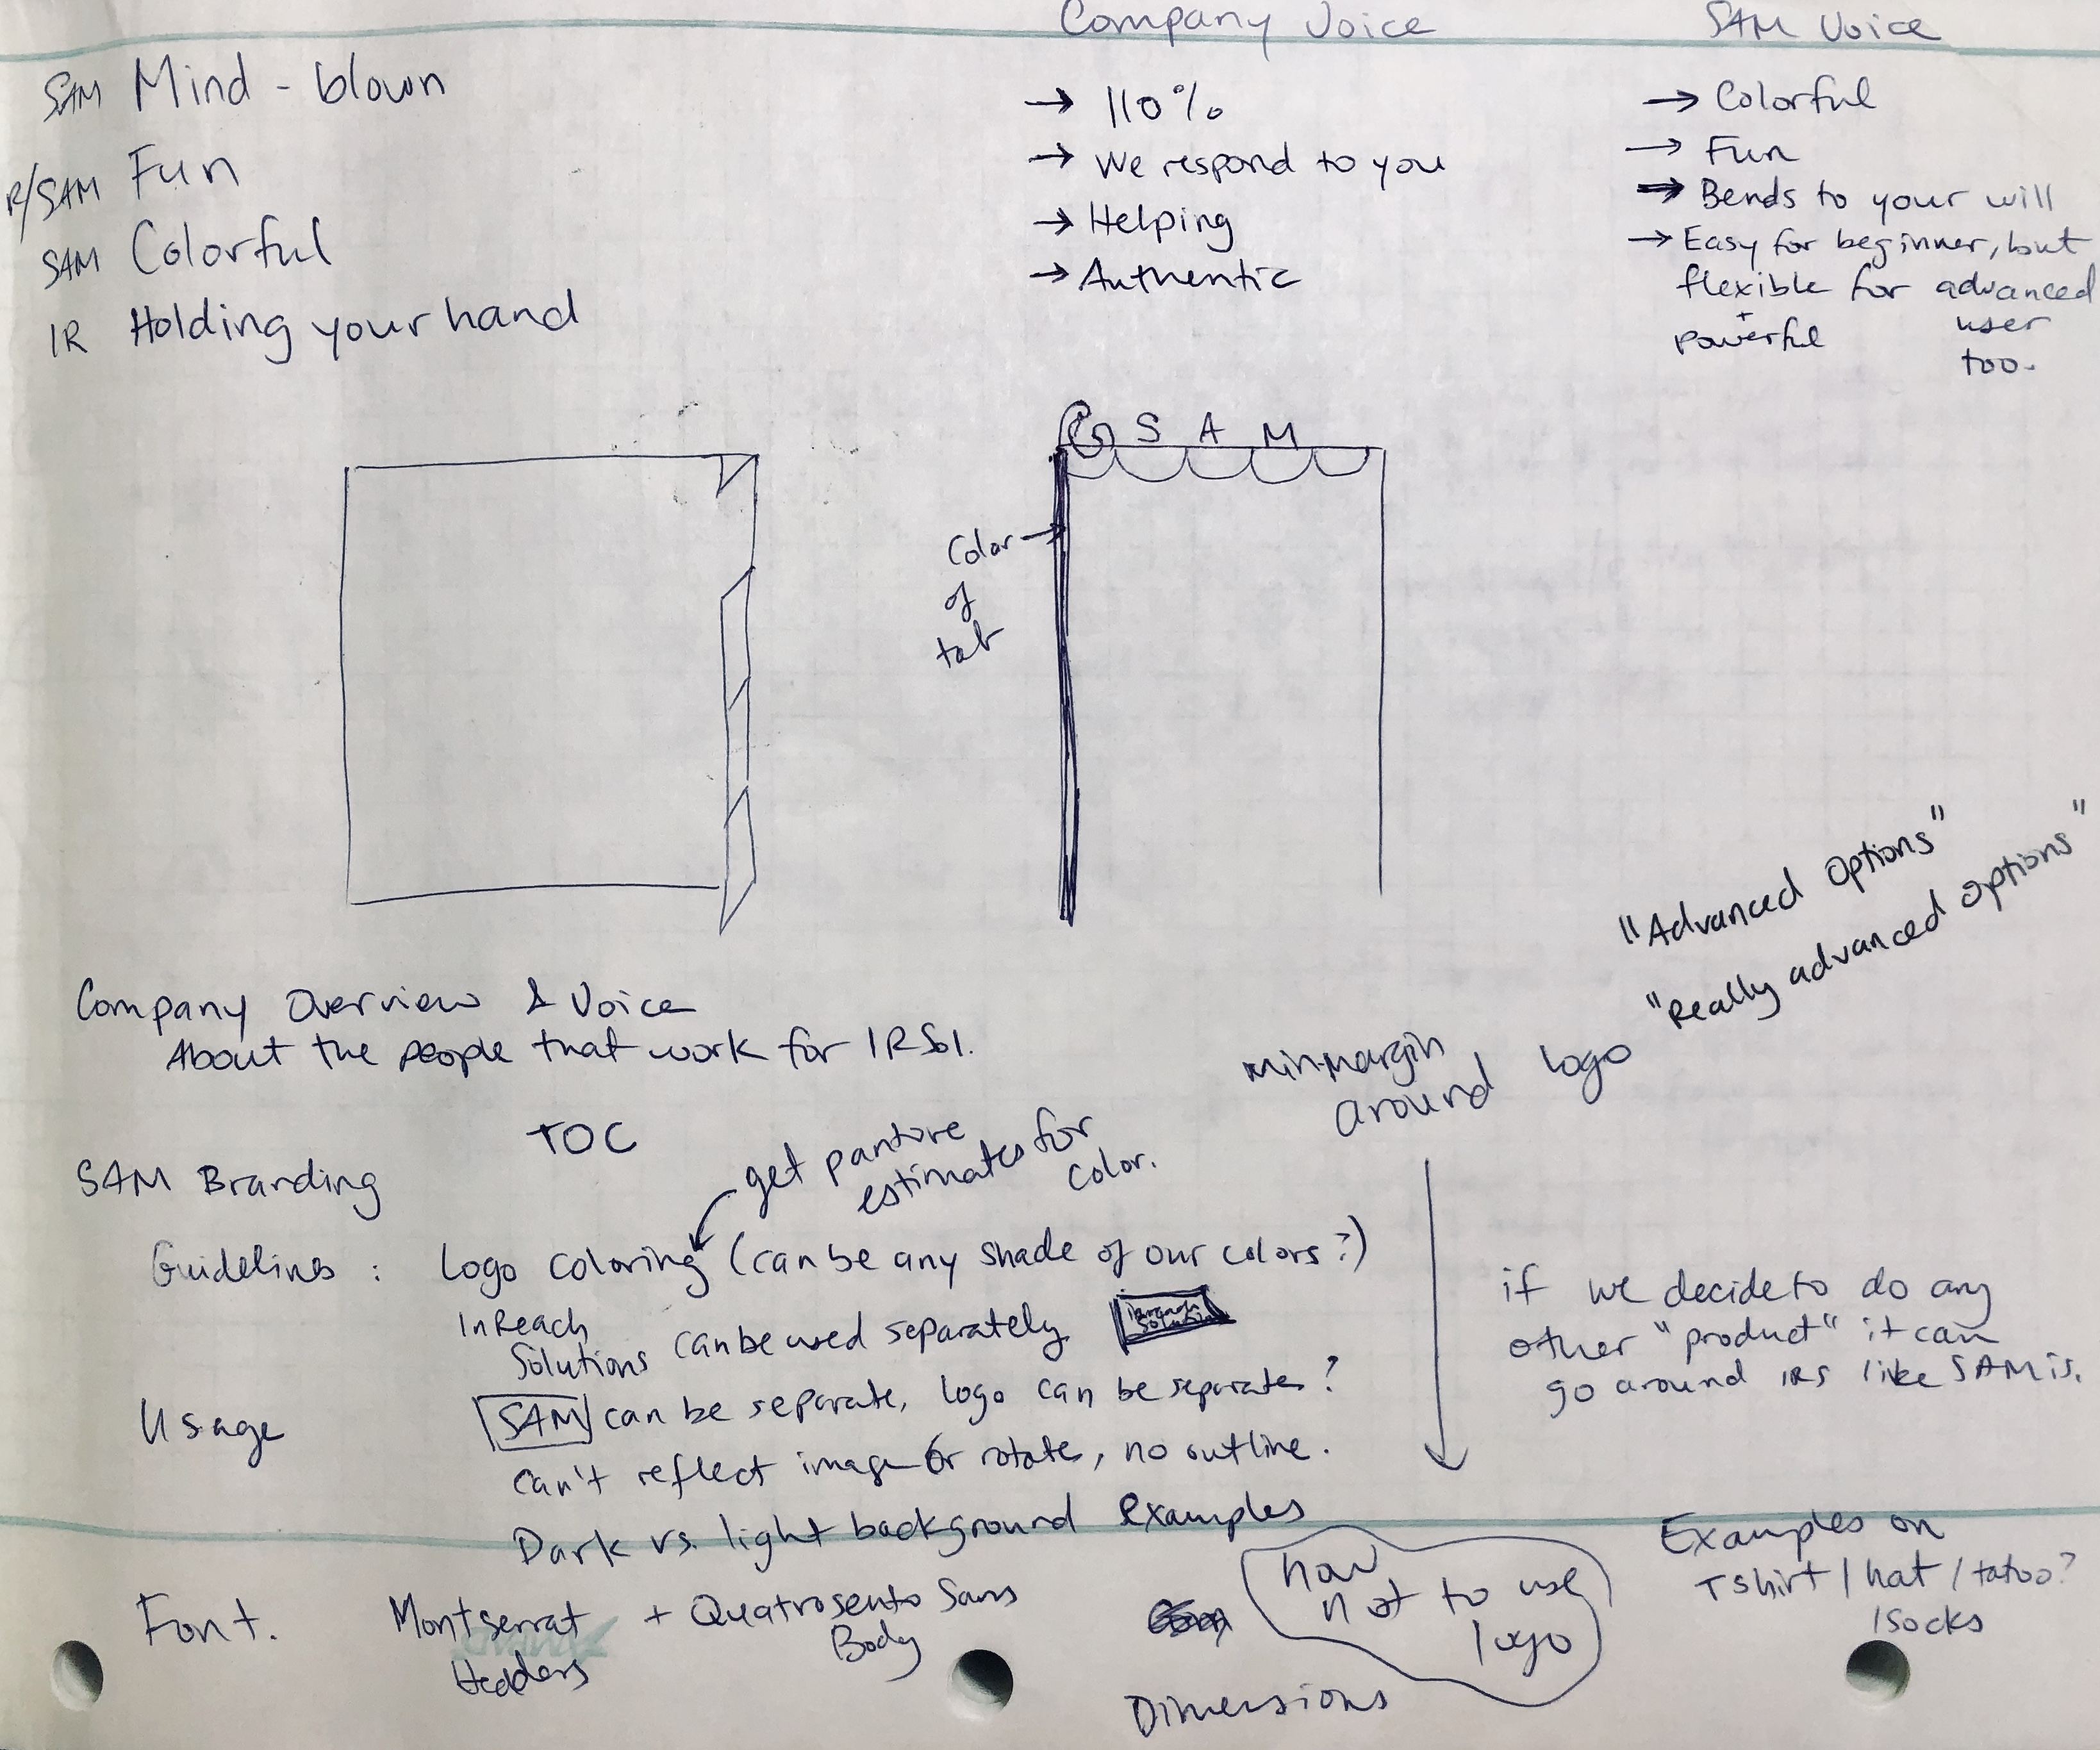 Company Voice
SAM Voice
SAM Mind - blown
R/SAM Fun
SAM Colorful
IR Holding your hand
→ 110%
→ We respond to you
→ Helping
→ Authentic
→ Colorful
→ Fun
→ Bends to your will
→ Easy for beginner, but
flexible for advanced
+
powerful
user
too.
S A M
Color →
of
tab
"Advanced Options"
"Really advanced options"
Company Overview & Voice
About the people that work for IRSol.
min margin
around logo
TOC
get pantore
estimates for
color.
SAM Branding
Guidelines : Logo coloring (can be any shade of our colors?)
InReach
Solutions can be used separately
Usage
SAM can be separate, logo can be separate?
can't reflect image or rotate, no outline.
Dark vs. light background examples
if we decide to do any
other "product" it can
go around IRS like SAM is.
Font. Montserrat + Quatrosento Sans
Headers
Body
how
not to use
logo
Dimensions
Examples on
Tshirt / hat / tatoo?
/ socks